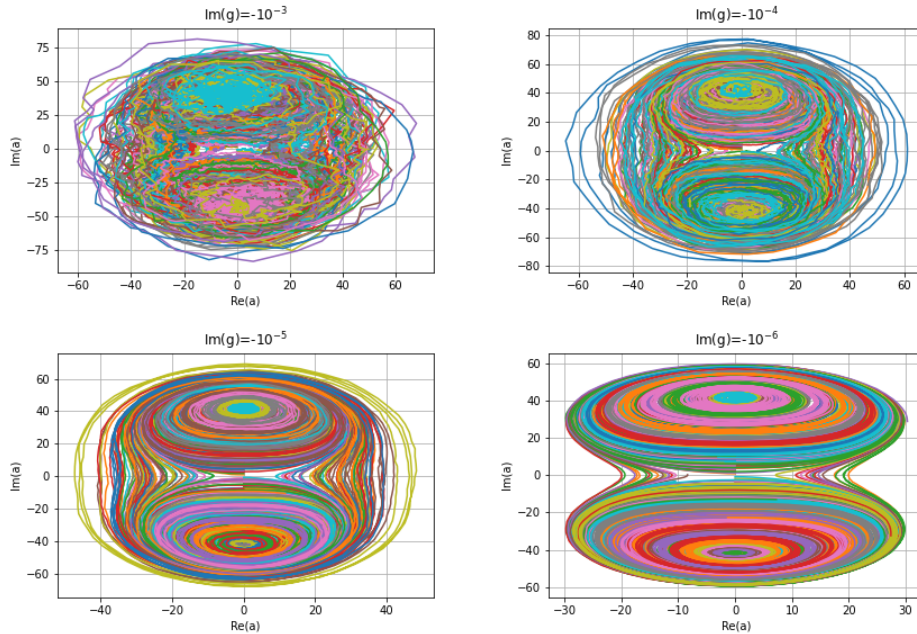 Im(g)=-10⁻³
75
50
25
0
−25
−50
−75
Im(a)
−60 −40 −20 0 20 40 60
Re(a)
Im(g)=-10⁻⁴
80
60
40
20
0
−20
−40
−60
−80
Im(a)
−60 −40 −20 0 20 40 60
Re(a)
Im(g)=-10⁻⁵
60
40
20
0
−20
−40
−60
Im(a)
−40 −20 0 20 40
Re(a)
Im(g)=-10⁻⁶
60
40
20
0
−20
−40
−60
Im(a)
−30 −20 −10 0 10 20 30
Re(a)